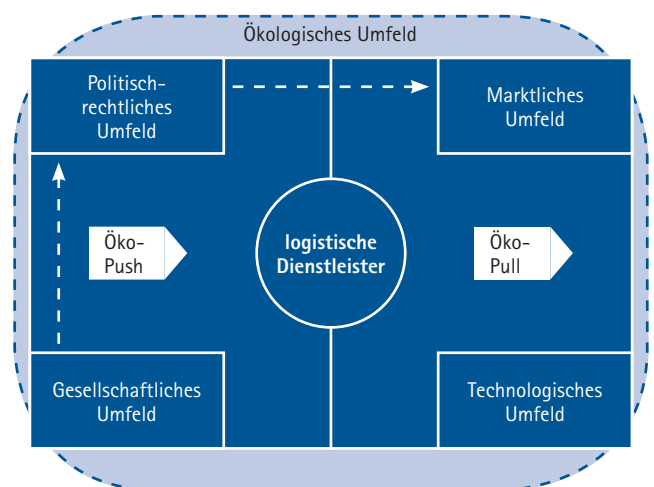 Ökologisches Umfeld
Politisch-
rechtliches
Umfeld
Marktliches
Umfeld
Öko-
Push
logistische
Dienstleister
Öko-
Pull
Gesellschaftliches
Umfeld
Technologisches
Umfeld